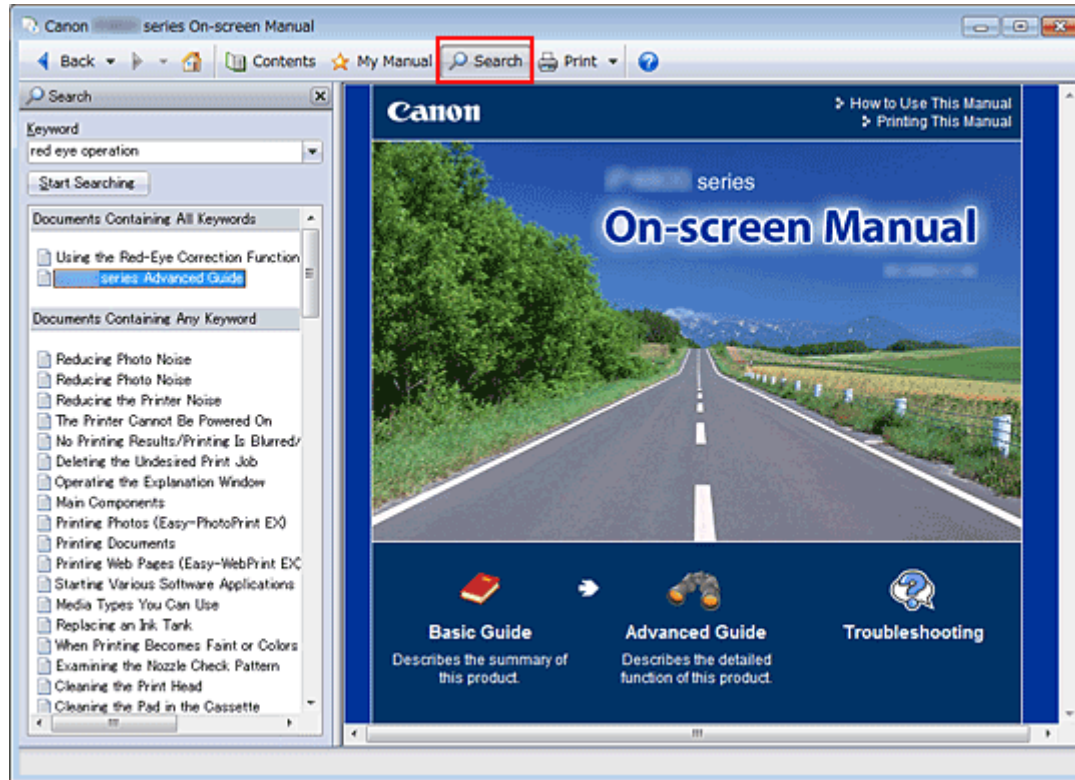 Canon series On-screen Manual
Back Contents My Manual Search Print
Search
Keyword
red eye operation
Start Searching
Documents Containing All Keywords
Using the Red-Eye Correction Function
series Advanced Guide
Documents Containing Any Keyword
Reducing Photo Noise
Reducing Photo Noise
Reducing the Printer Noise
The Printer Cannot Be Powered On
No Printing Results/Printing Is Blurred/
Deleting the Undesired Print Job
Operating the Explanation Window
Main Components
Printing Photos (Easy-PhotoPrint EX)
Printing Documents
Printing Web Pages (Easy-WebPrint EX
Starting Various Software Applications
Media Types You Can Use
Replacing an Ink Tank
When Printing Becomes Faint or Colors
Examining the Nozzle Check Pattern
Cleaning the Print Head
Cleaning the Pad in the Cassette
Canon
How to Use This Manual
Printing This Manual
series
On-screen Manual
Basic Guide
Describes the summary of
this product.
Advanced Guide
Describes the detailed
function of this product.
Troubleshooting